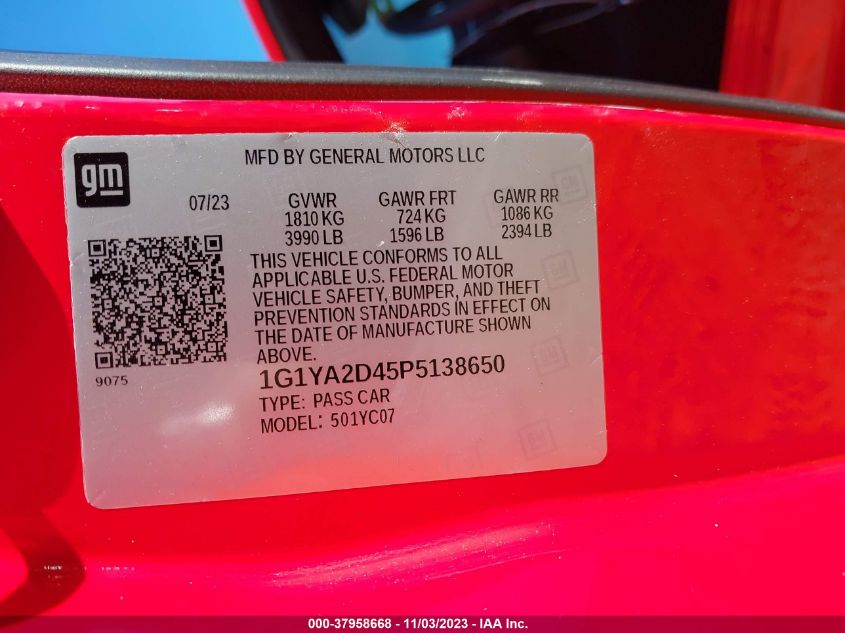 gm
MFD BY GENERAL MOTORS LLC
07/23 GVWR GAWR FRT GAWR RR
1810 KG 724 KG 1086 KG
3990 LB 1596 LB 2394 LB
THIS VEHICLE CONFORMS TO ALL
APPLICABLE U.S. FEDERAL MOTOR
VEHICLE SAFETY, BUMPER, AND THEFT
PREVENTION STANDARDS IN EFFECT ON
THE DATE OF MANUFACTURE SHOWN
ABOVE.
9075
1G1YA2D45P5138650
TYPE: PASS CAR
MODEL: 501YC07
000-37958668 - 11/03/2023 - IAA Inc.